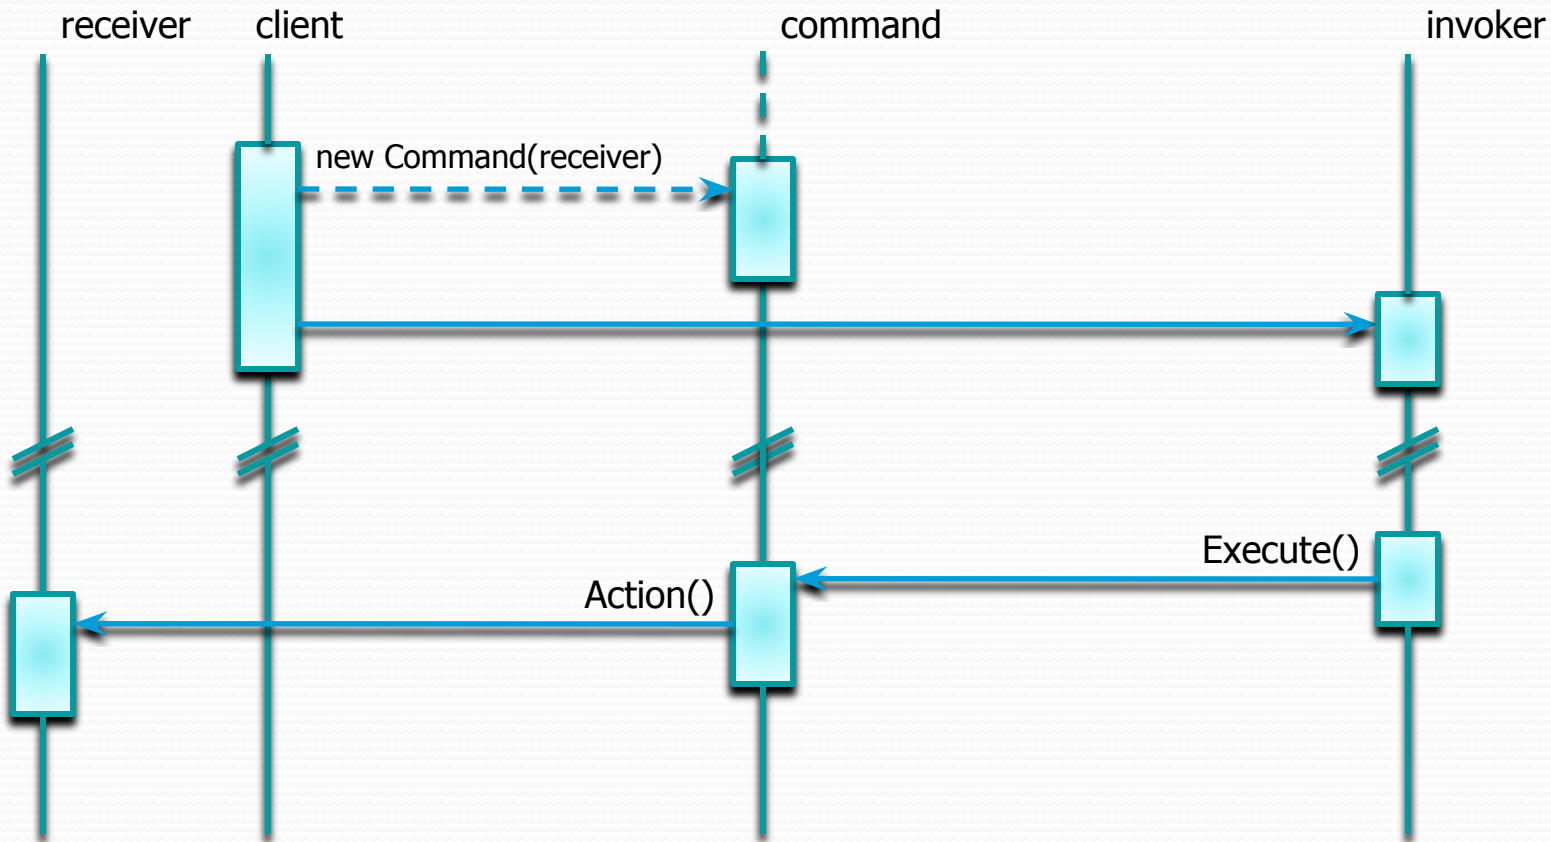 receiver
client
command
invoker
new Command(receiver)
Execute()
Action()